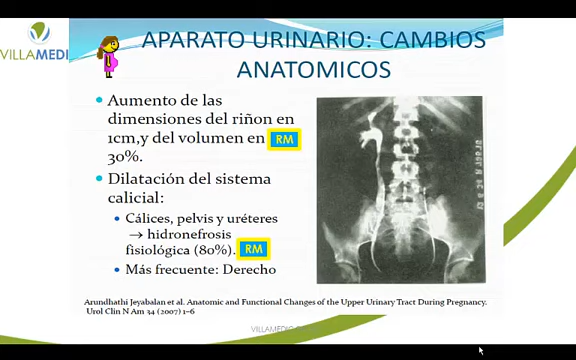 VILLAMEDI
APARATO URINARIO: CAMBIOS
ANATOMICOS
Aumento de las
dimensiones del riñon en
1cm,y del volumen en RM
30%.
Dilatación del sistema
calicial:
Cálices, pelvis y uréteres
→ hidronefrosis
fisiológica (80%). RM
Más frecuente: Derecho
Arundhathi Jeyabalan et al. Anatomic and Functional Changes of the Upper Urinary Tract During Pregnancy.
Urol Clin N Am 34 (2007) 1–6